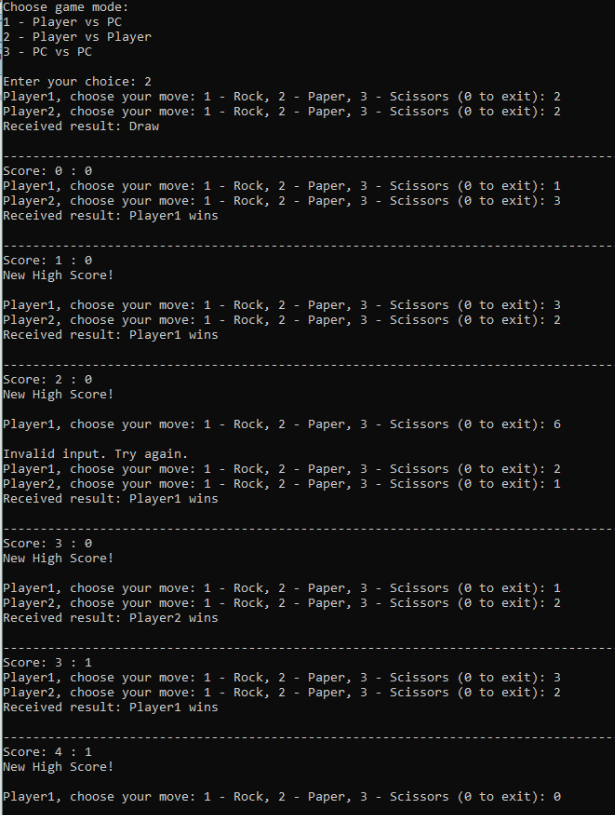 Choose game mode:
1 - Player vs PC
2 - Player vs Player
3 - PC vs PC
Enter your choice: 2
Player1, choose your move: 1 - Rock, 2 - Paper, 3 - Scissors (0 to exit): 2
Player2, choose your move: 1 - Rock, 2 - Paper, 3 - Scissors (0 to exit): 2
Received result: Draw
--------------------------------------------------------------------------------
Score: 0 : 0
Player1, choose your move: 1 - Rock, 2 - Paper, 3 - Scissors (0 to exit): 1
Player2, choose your move: 1 - Rock, 2 - Paper, 3 - Scissors (0 to exit): 3
Received result: Player1 wins
--------------------------------------------------------------------------------
Score: 1 : 0
New High Score!
Player1, choose your move: 1 - Rock, 2 - Paper, 3 - Scissors (0 to exit): 3
Player2, choose your move: 1 - Rock, 2 - Paper, 3 - Scissors (0 to exit): 2
Received result: Player1 wins
--------------------------------------------------------------------------------
Score: 2 : 0
New High Score!
Player1, choose your move: 1 - Rock, 2 - Paper, 3 - Scissors (0 to exit): 6
Invalid input. Try again.
Player1, choose your move: 1 - Rock, 2 - Paper, 3 - Scissors (0 to exit): 2
Player2, choose your move: 1 - Rock, 2 - Paper, 3 - Scissors (0 to exit): 1
Received result: Player1 wins
--------------------------------------------------------------------------------
Score: 3 : 0
New High Score!
Player1, choose your move: 1 - Rock, 2 - Paper, 3 - Scissors (0 to exit): 1
Player2, choose your move: 1 - Rock, 2 - Paper, 3 - Scissors (0 to exit): 2
Received result: Player2 wins
--------------------------------------------------------------------------------
Score: 3 : 1
Player1, choose your move: 1 - Rock, 2 - Paper, 3 - Scissors (0 to exit): 3
Player2, choose your move: 1 - Rock, 2 - Paper, 3 - Scissors (0 to exit): 2
Received result: Player1 wins
--------------------------------------------------------------------------------
Score: 4 : 1
New High Score!
Player1, choose your move: 1 - Rock, 2 - Paper, 3 - Scissors (0 to exit): 0